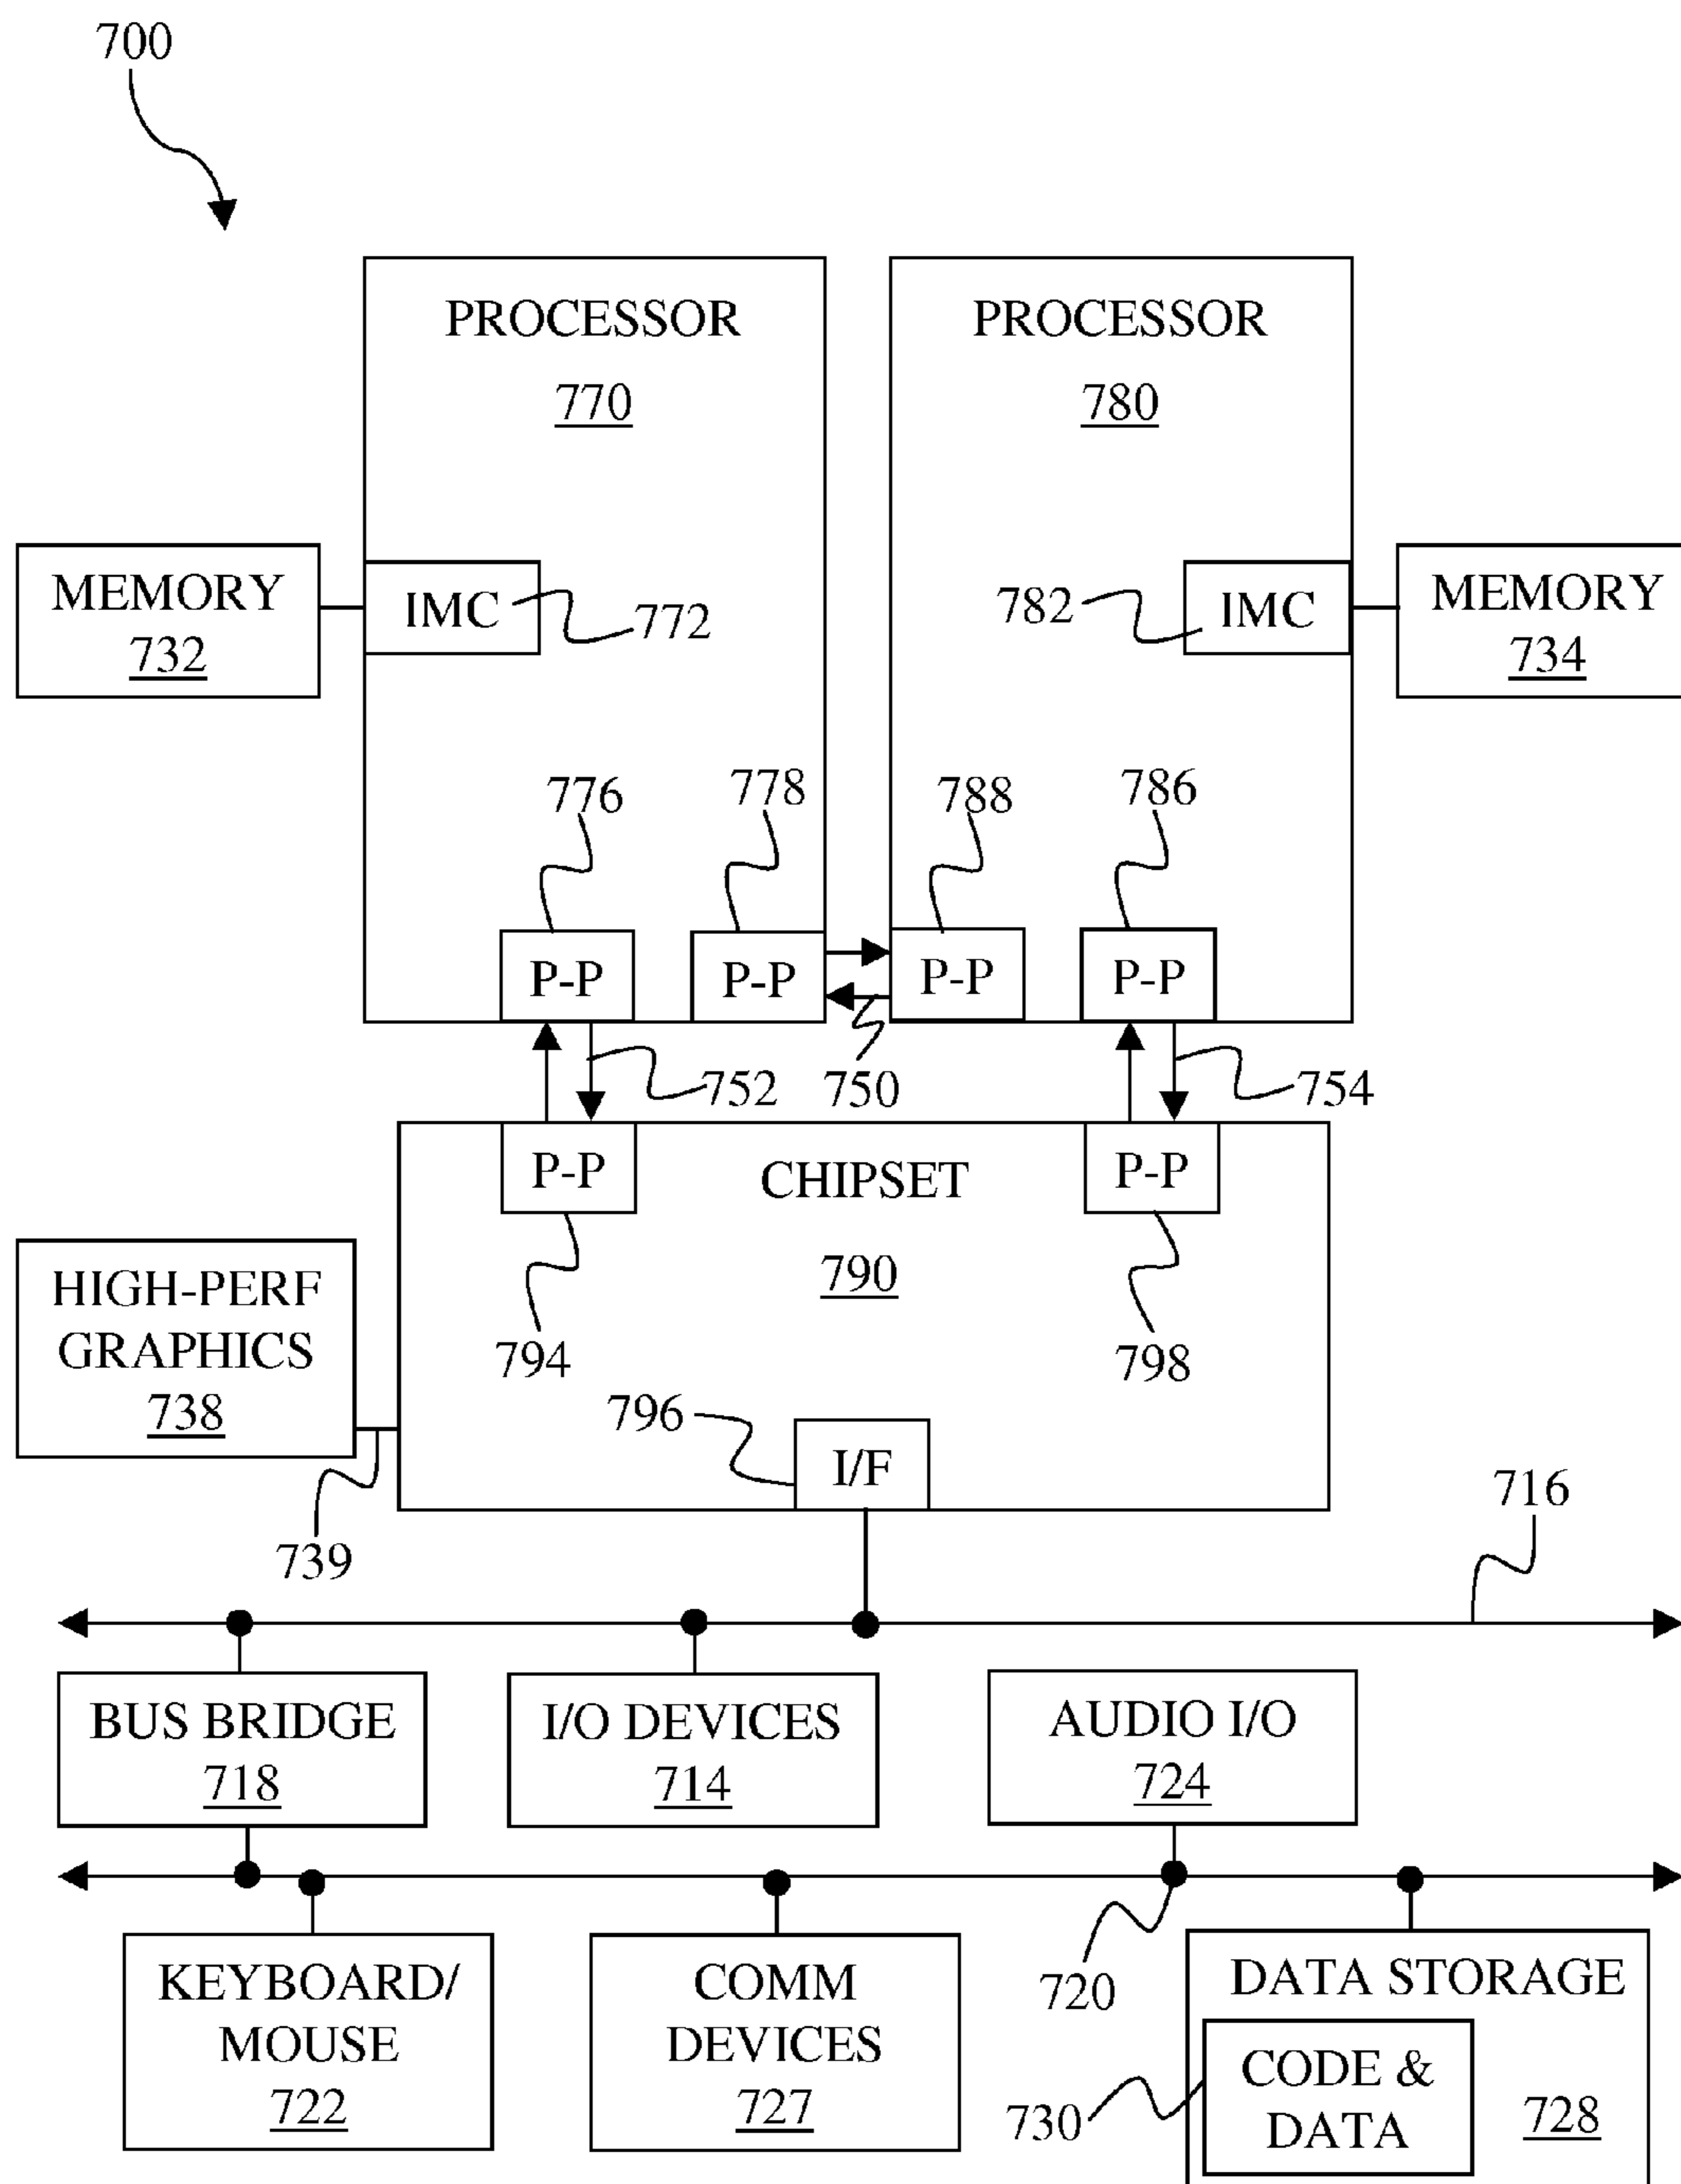 700
PROCESSOR
770
PROCESSOR
780
MEMORY
732
IMC
772
782
IMC
MEMORY
734
776
778
788
786
P-P
P-P
P-P
P-P
752
750
754
P-P
CHIPSET
P-P
790
HIGH-PERF
GRAPHICS
738
794
798
796
I/F
739
716
BUS BRIDGE
718
I/O DEVICES
714
AUDIO I/O
724
KEYBOARD/
MOUSE
722
COMM
DEVICES
727
720
DATA STORAGE
CODE &
DATA
730
728